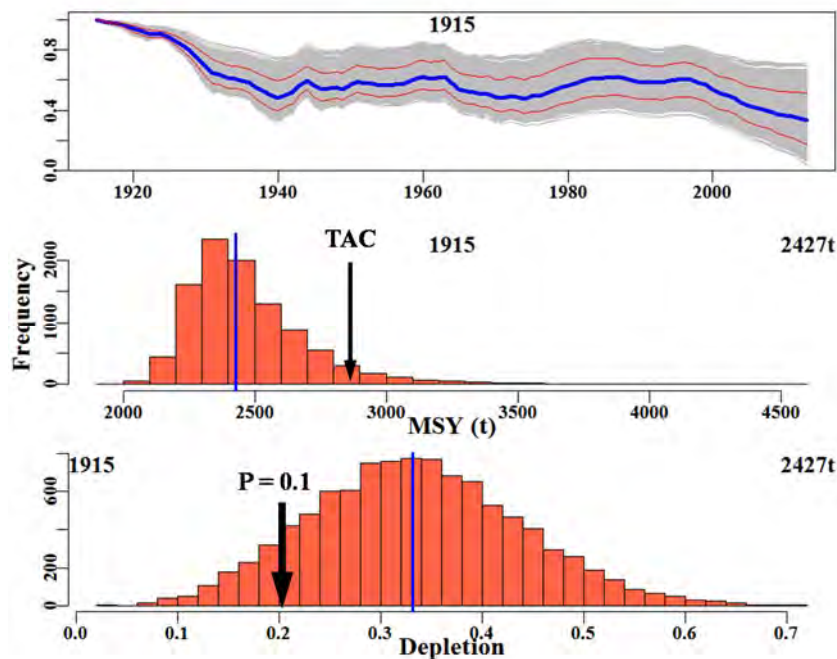 1915
0.8
0.4
0.0
1920 1940 1960 1980 2000
TAC
1915 2427t
Frequency
2000
1000
0
2000 2500 3000 3500 4000 4500
MSY (t)
1915 2427t
P = 0.1
600
200
0
0.0 0.1 0.2 0.3 0.4 0.5 0.6 0.7
Depletion